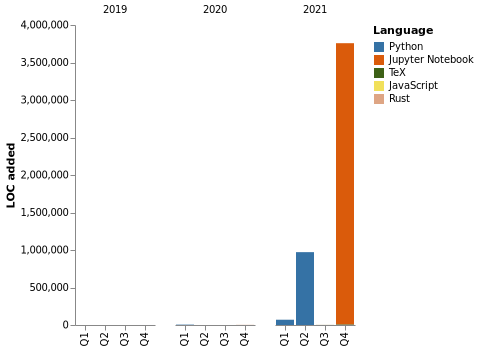 2019 2020 2021
Language
Python
Jupyter Notebook
TeX
JavaScript
Rust
LOC added
4,000,000
3,500,000
3,000,000
2,500,000
2,000,000
1,500,000
1,000,000
500,000
0
Q1 Q2 Q3 Q4 Q1 Q2 Q3 Q4 Q1 Q2 Q3 Q4